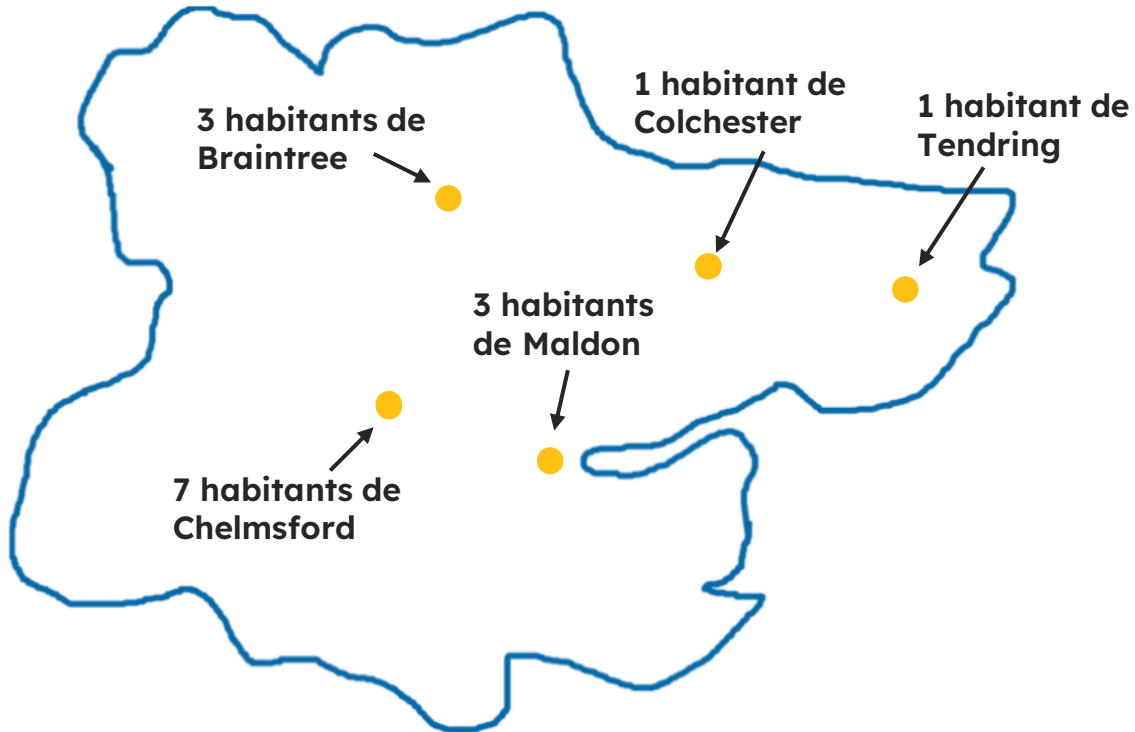 3 habitants de
Braintree
1 habitant de
Colchester
1 habitant de
Tendring
3 habitants
de Maldon
7 habitants de
Chelmsford